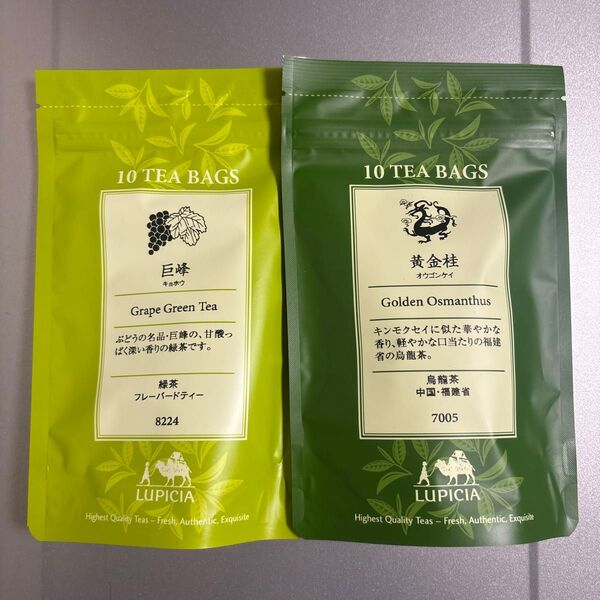 10 TEA BAGS
巨峰
キョホウ
Grape Green Tea
ぶどうの名品・巨峰の、甘酸っ
ぱく深い香りの緑茶です。
緑茶
フレーバードティー
8224
LUPICIA
Highest Quality Teas – Fresh, Authentic, Exquisite
10 TEA BAGS
黄金桂
オウゴンケイ
Golden Osmanthus
キンモクセイに似た華やかな
香り、軽やかな口当たりの福建
省の烏龍茶。
烏龍茶
中国・福建省
7005
LUPICIA
Highest Quality Teas – Fresh, Authentic, Exquisite